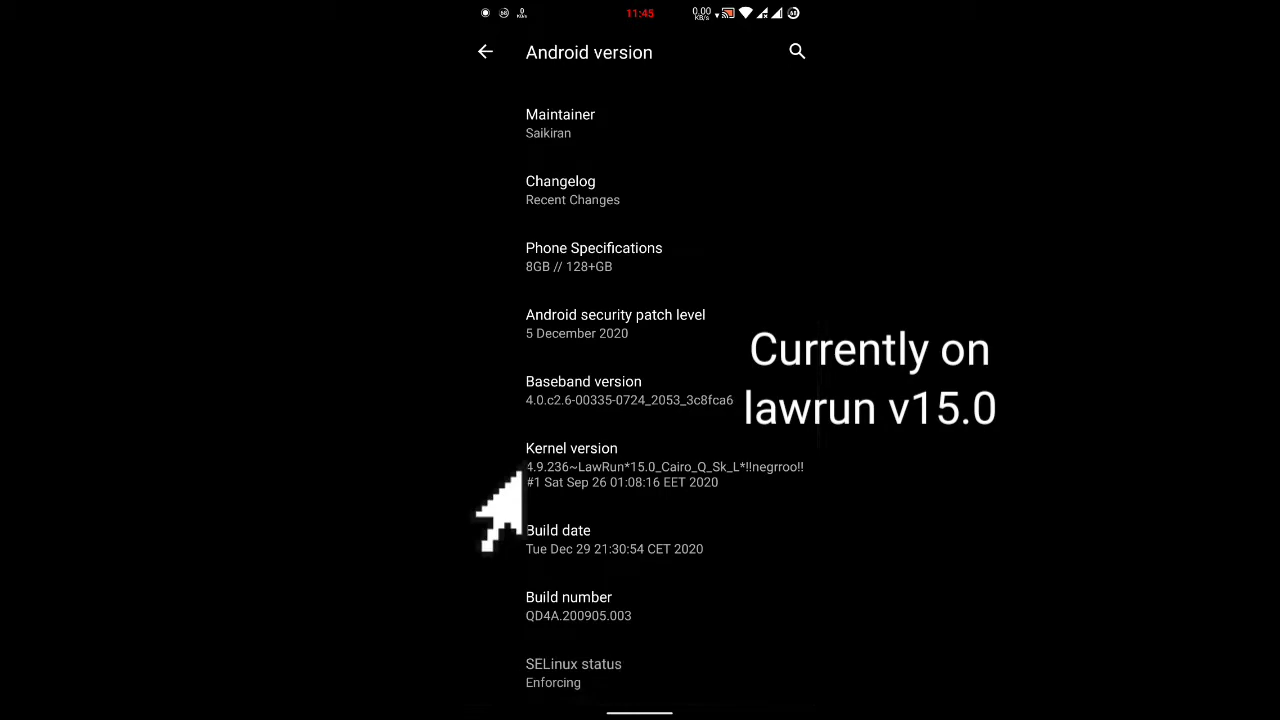 11:45
0.00
KB/s
Android version
Maintainer
Saikiran
Changelog
Recent Changes
Phone Specifications
8GB // 128+GB
Android security patch level
5 December 2020
Currently on
lawrun v15.0
Baseband version
4.0.c2.6-00335-0724_2053_3c8fca6
Kernel version
4.9.236~LawRun*15.0_Cairo_Q_Sk_L*!!negrroo!!
#1 Sat Sep 26 01:08:16 EET 2020
Build date
Tue Dec 29 21:30:54 CET 2020
Build number
QD4A.200905.003
SELinux status
Enforcing